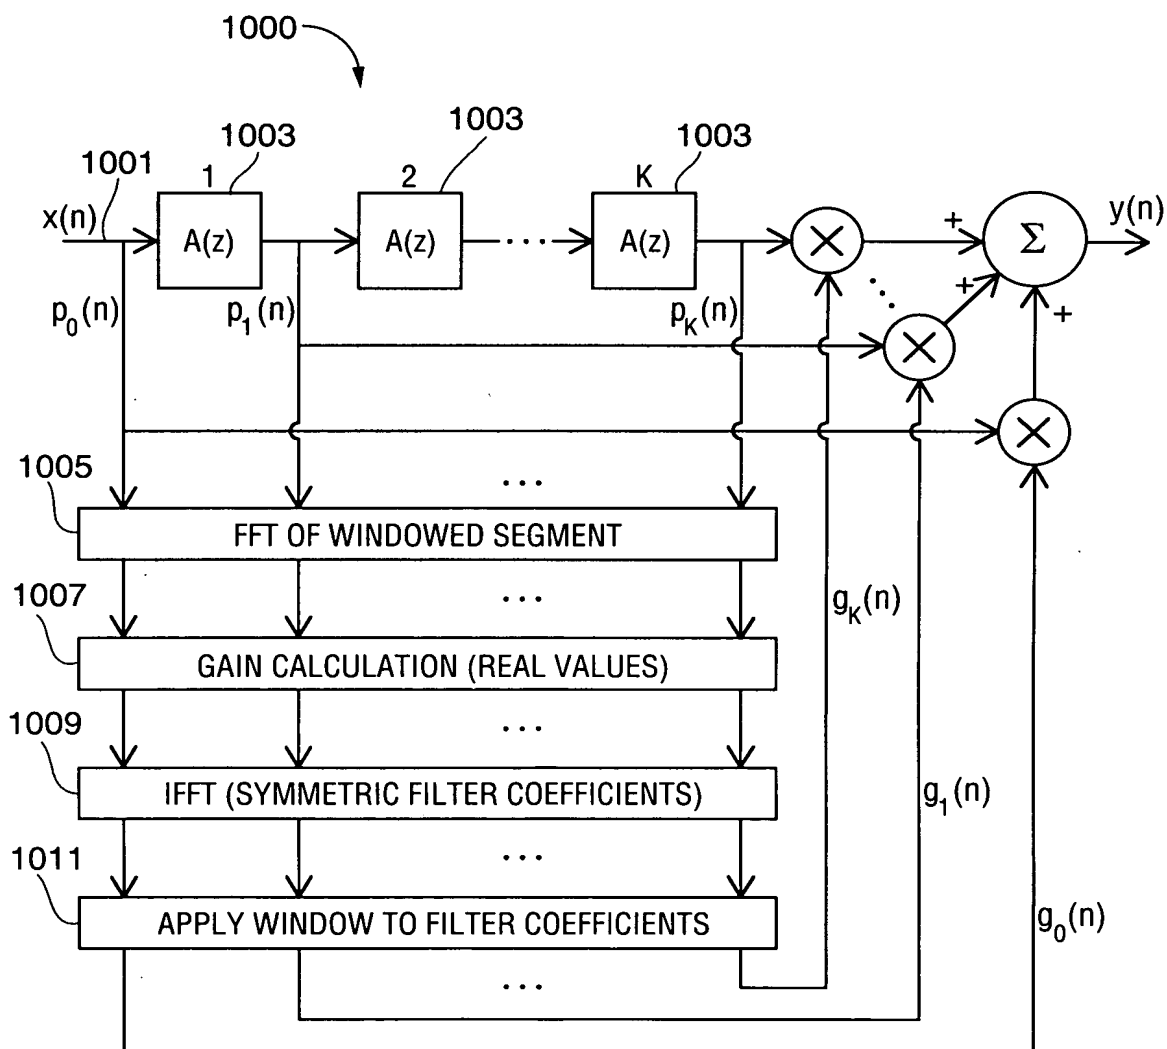 1000
1003
1003
1003
1001
1
2
K
x(n)
A(z)
A(z)
...
A(z)
×
+
Σ
y(n)
p0(n)
p1(n)
pK(n)
...
+
×
+
×
1005
...
FFT OF WINDOWED SEGMENT
1007
...
gK(n)
GAIN CALCULATION (REAL VALUES)
1009
...
IFFT (SYMMETRIC FILTER COEFFICIENTS)
g1(n)
1011
...
APPLY WINDOW TO FILTER COEFFICIENTS
g0(n)
...